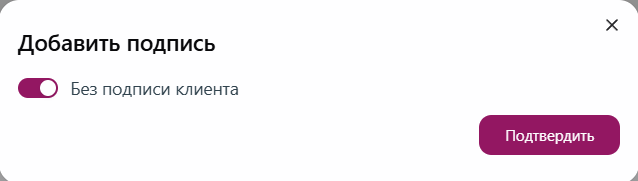 Добавить подпись
Без подписи клиента
Подтвердить